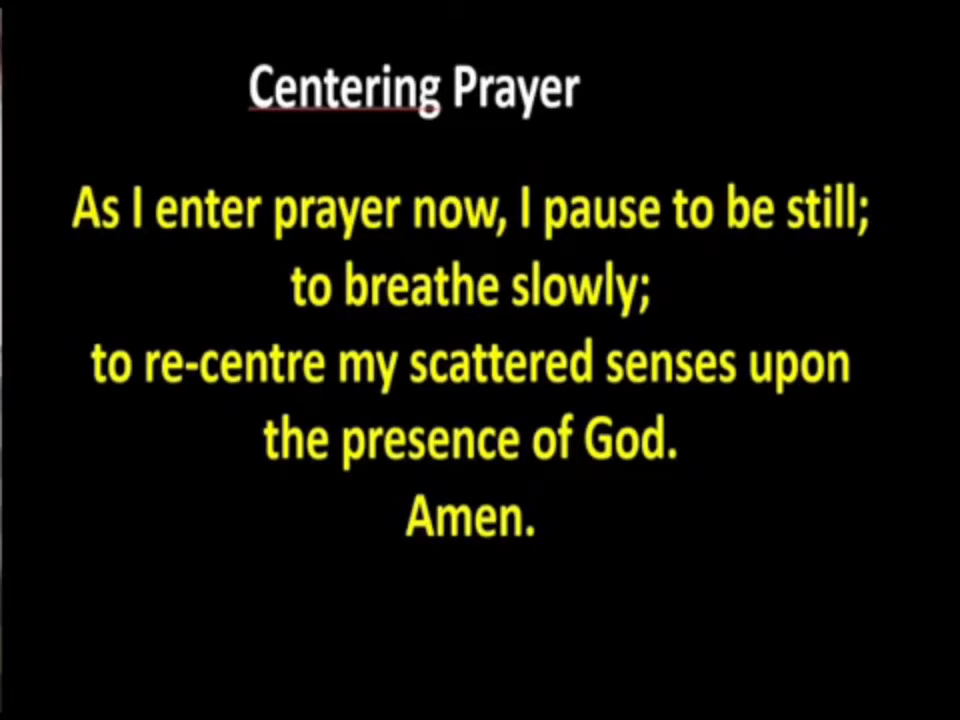 Centering Prayer
As I enter prayer now, I pause to be still;
to breathe slowly;
to re-centre my scattered senses upon
the presence of God.
Amen.